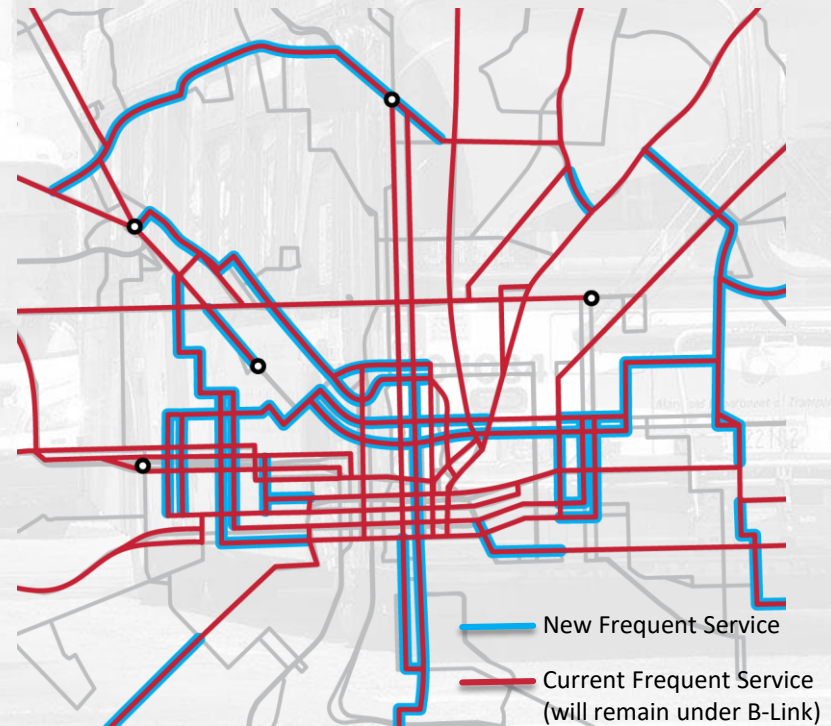 New Frequent Service
Current Frequent Service
(will remain under B-Link)